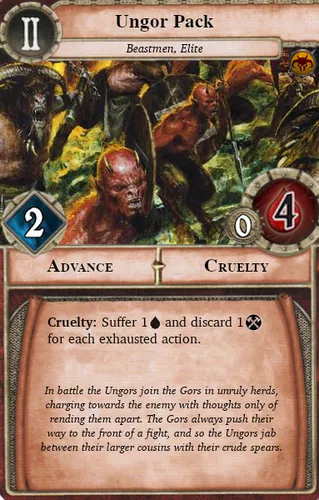 II
Ungor Pack
Beastmen, Elite
2
0
4
ADVANCE
CRUELTY
Cruelty: Suffer 1 and discard 1
for each exhausted action.
In battle the Ungors join the Gors in unruly herds,
charging towards the enemy with thoughts only of
rending them apart. The Gors always push their
way to the front of a fight, and so the Ungors jab
between their larger cousins with their crude spears.